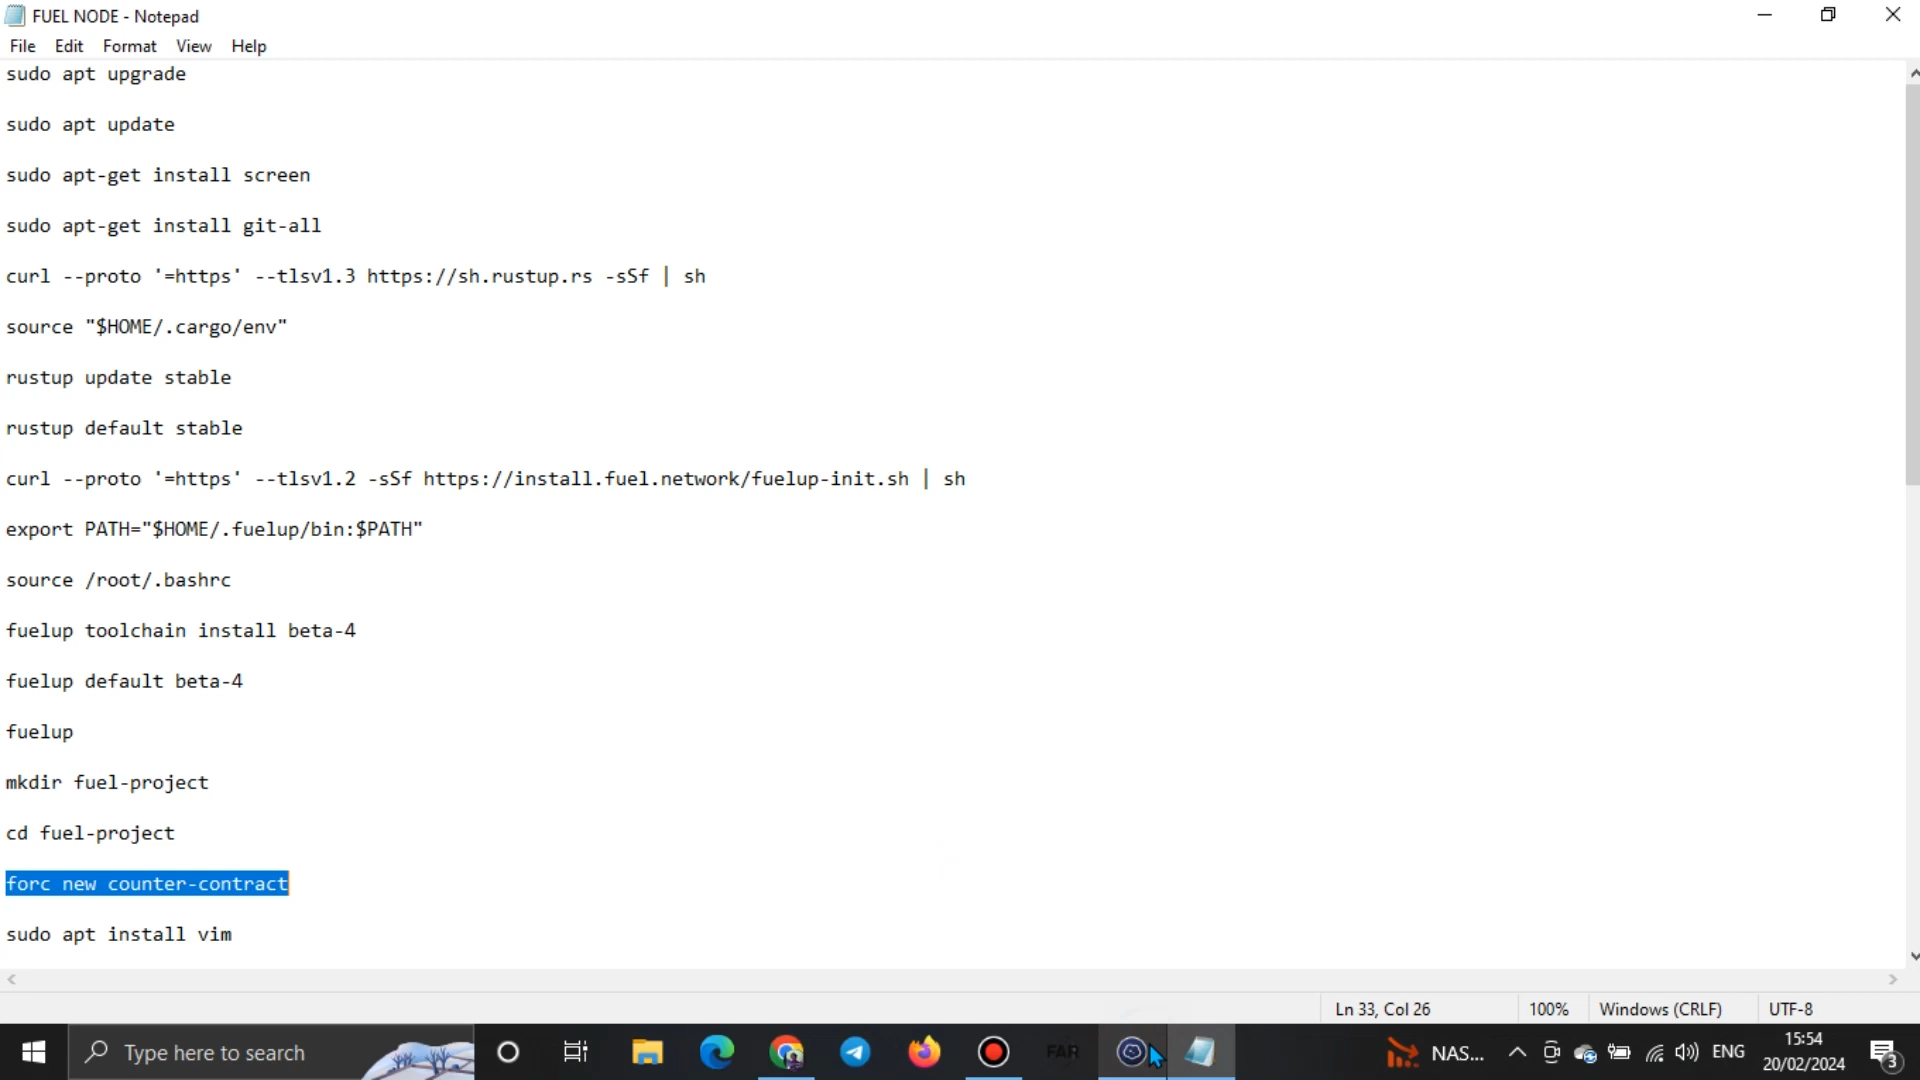 FUEL NODE - Notepad
File Edit Format View Help
sudo apt upgrade
sudo apt update
sudo apt-get install screen
sudo apt-get install git-all
curl --proto '=https' --tlsv1.3 https://sh.rustup.rs -sSf | sh
source "$HOME/.cargo/env"
rustup update stable
rustup default stable
curl --proto '=https' --tlsv1.2 -sSf https://install.fuel.network/fuelup-init.sh | sh
export PATH="$HOME/.fuelup/bin:$PATH"
source /root/.bashrc
fuelup toolchain install beta-4
fuelup default beta-4
fuelup
mkdir fuel-project
cd fuel-project
forc new counter-contract
sudo apt install vim
Ln 33, Col 26 100% Windows (CRLF) UTF-8
Type here to search
FAR
NAS...
ENG
15:54
20/02/2024
3